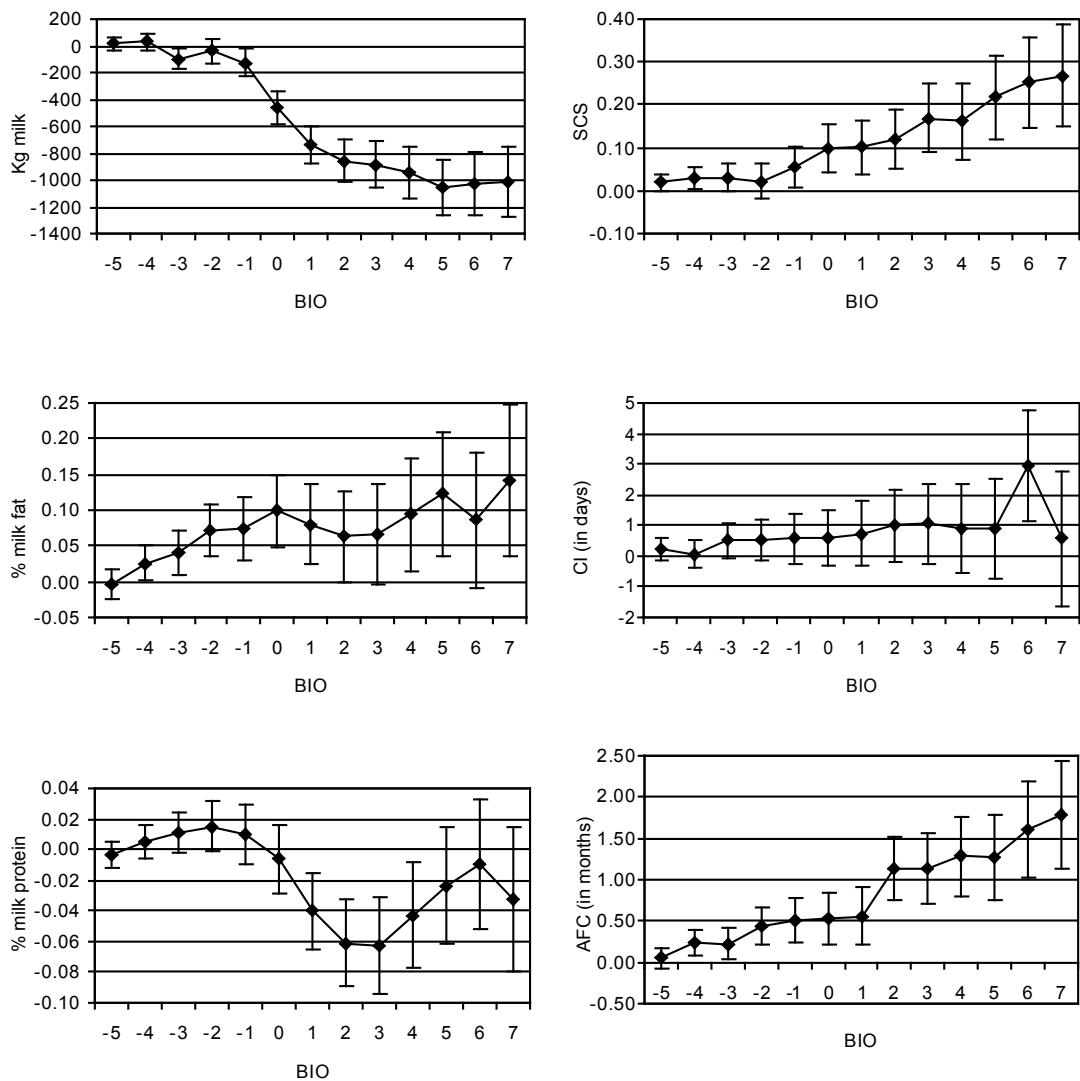 Kg milk
200
0
-200
-400
-600
-800
-1000
-1200
-1400
-5 -4 -3 -2 -1 0 1 2 3 4 5 6 7
BIO
SCS
0.40
0.30
0.20
0.10
0.00
-0.10
-5 -4 -3 -2 -1 0 1 2 3 4 5 6 7
BIO
% milk fat
0.25
0.20
0.15
0.10
0.05
0.00
-0.05
-5 -4 -3 -2 -1 0 1 2 3 4 5 6 7
BIO
CI (in days)
5
4
3
2
1
0
-1
-2
-5 -4 -3 -2 -1 0 1 2 3 4 5 6 7
BIO
% milk protein
0.04
0.02
0.00
-0.02
-0.04
-0.06
-0.08
-0.10
-5 -4 -3 -2 -1 0 1 2 3 4 5 6 7
BIO
AFC (in months)
2.50
2.00
1.50
1.00
0.50
0.00
-0.50
-5 -4 -3 -2 -1 0 1 2 3 4 5 6 7
BIO